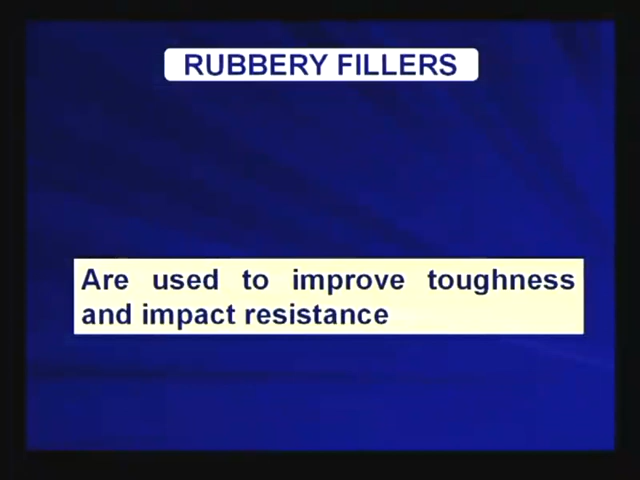 RUBBERY FILLERS
Are used to improve toughness
and impact resistance